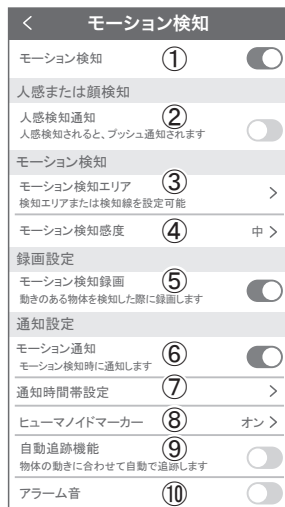 < モーション検知
モーション検知 ①
人感または顔検知
人感検知通知 ②
人感検知されると、プッシュ通知されます
モーション検知
モーション検知エリア ③ >
検知エリアまたは検知線を設定可能
モーション検知感度 ④ 中 >
録画設定
モーション検知録画 ⑤
動きのある物体を検知した際に録画します
通知設定
モーション通知 ⑥
モーション検知時に通知します
通知時間帯設定 ⑦ >
ヒューマノイドマーカー ⑧ オン >
自動追跡機能 ⑨
物体の動きに合わせて自動で追跡します
アラーム音 ⑩